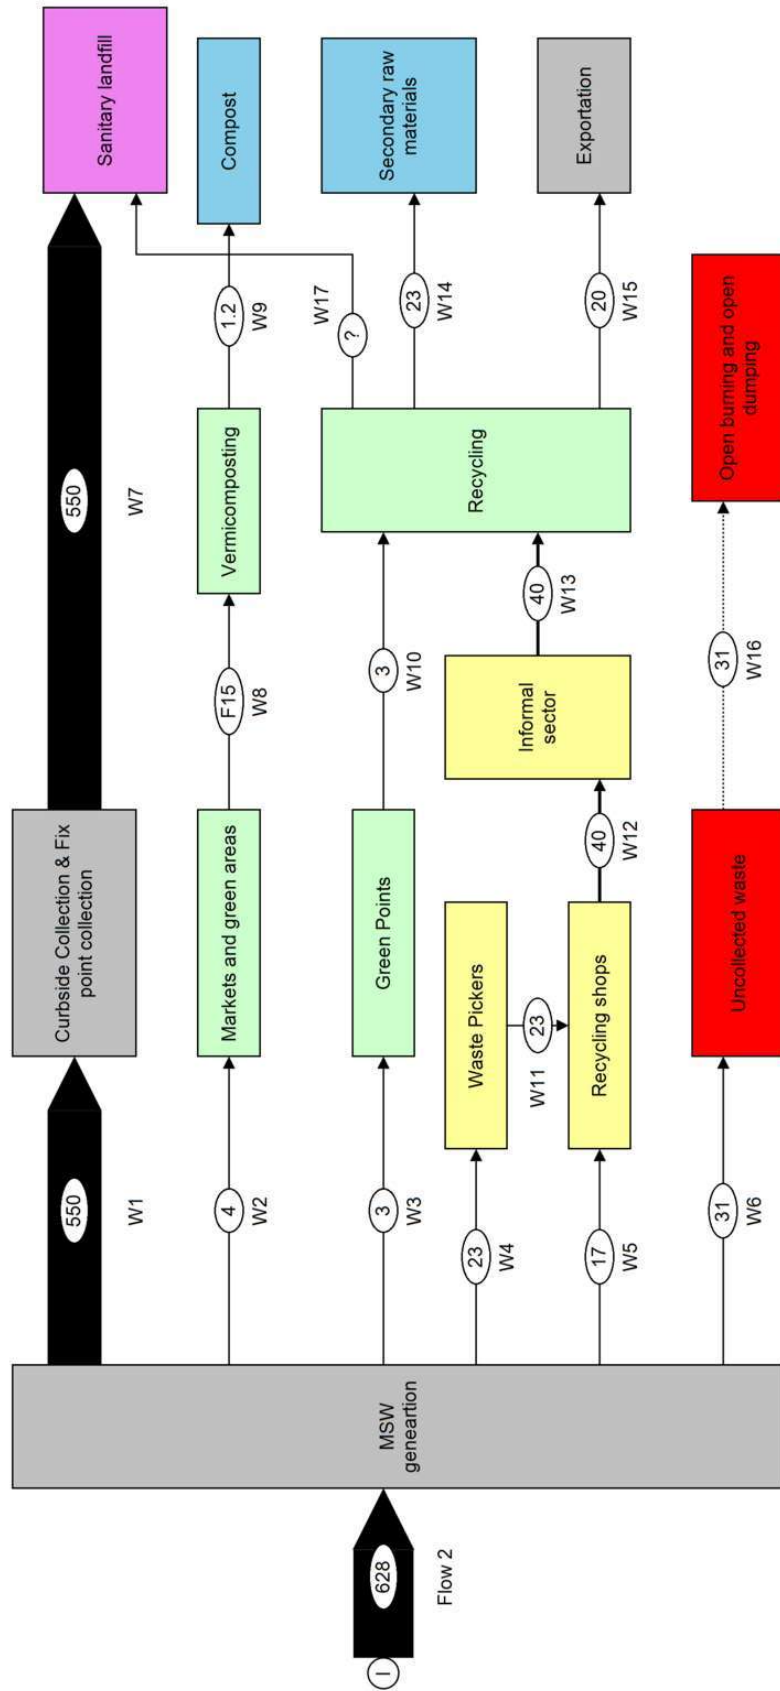 I
628
Flow 2
MSW
geneartion
550
W1
4
W2
3
W3
23
W4
17
W5
31
W6
Curbside Collection & Fix
point collection
Markets and green areas
Green Points
Waste Pickers
23
W11
Recycling shops
Uncollected waste
550
W7
F15
W8
3
W10
40
W12
Informal
sector
40
W13
31
W16
Vermicomposting
Recycling
1.2
W9
?
W17
23
W14
20
W15
Sanitary landfill
Compost
Secondary raw
materials
Exportation
Open burning and open
dumping